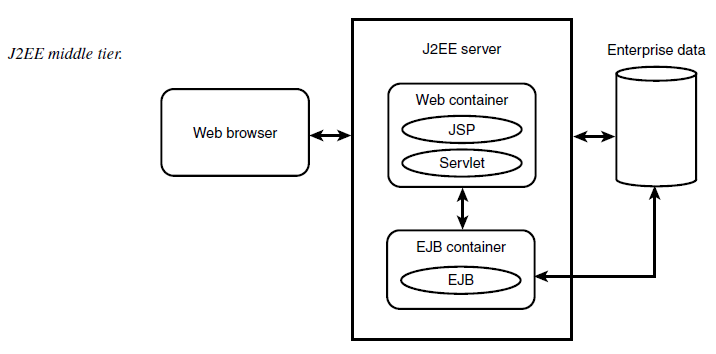 J2EE middle tier.
J2EE server
Enterprise data
Web container
Web browser
JSP
Servlet
EJB container
EJB